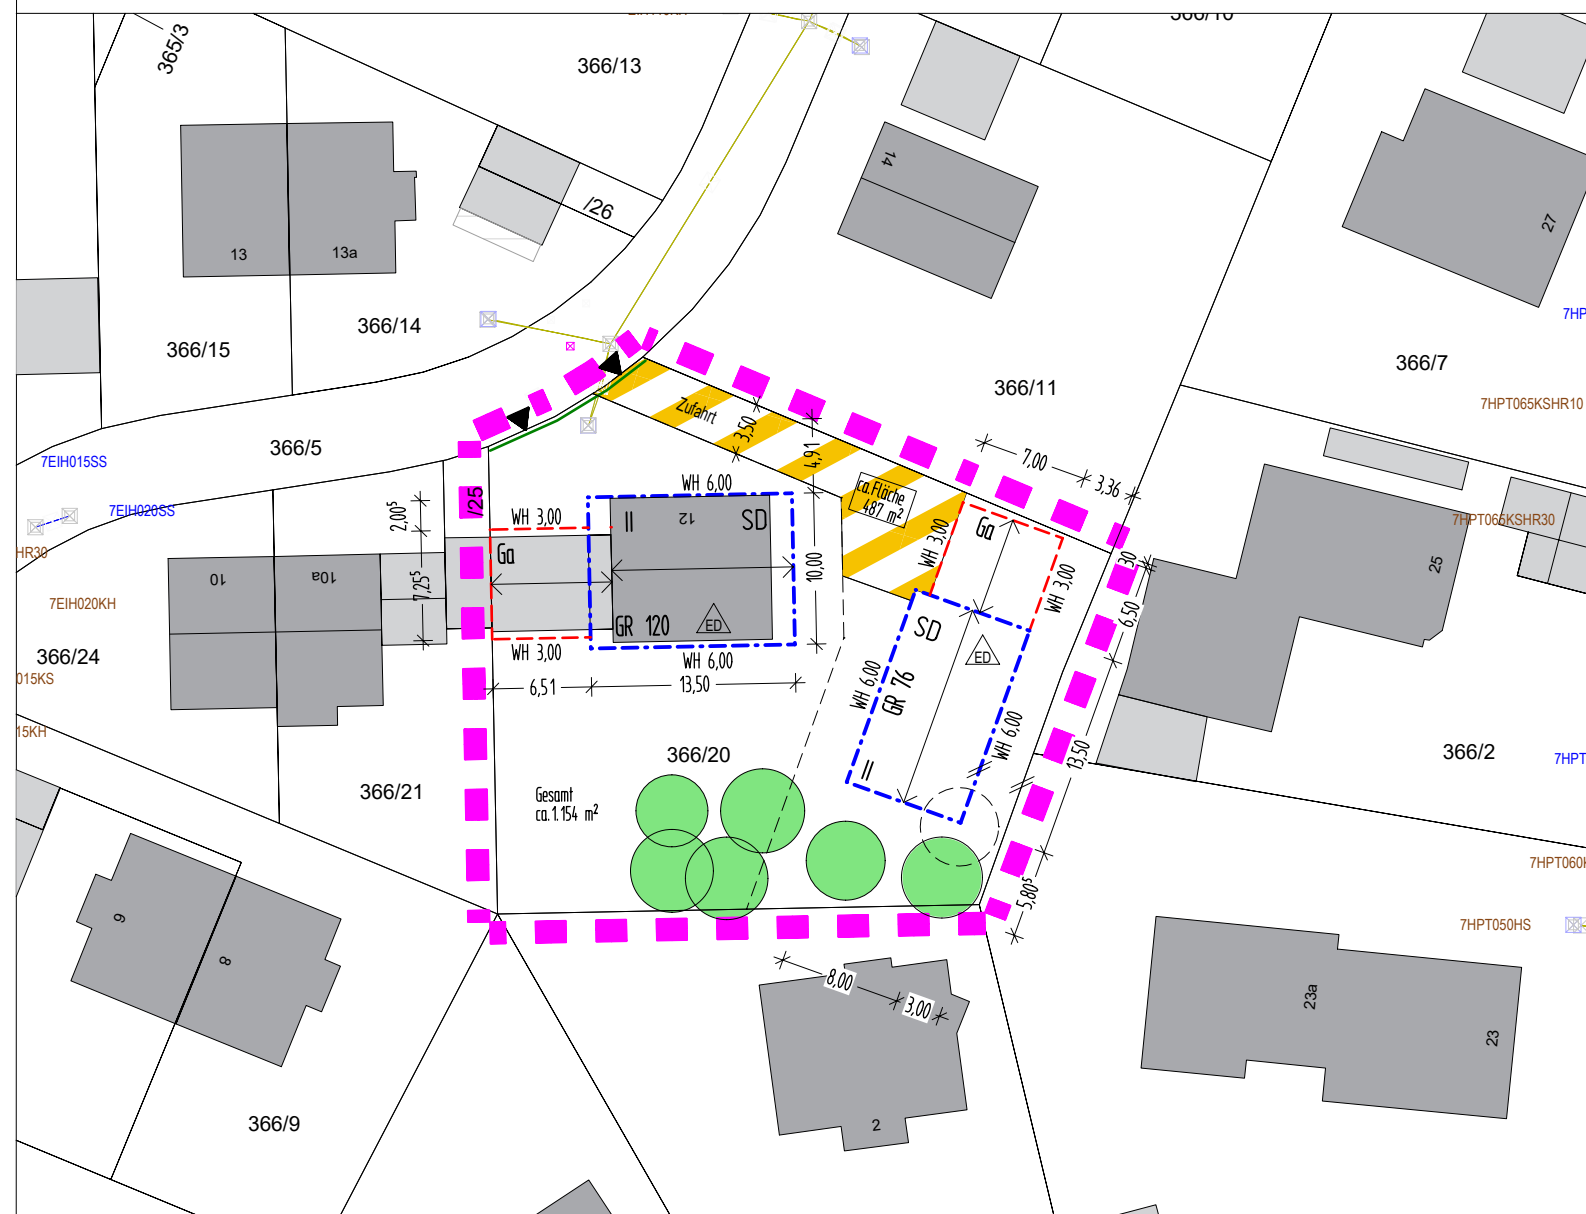 365/3
366/13
366/10
14
27
/26
13
13a
366/14
366/15
366/11
366/7
7HP
7HPT065KSHR10
366/5
7EIH015SS
7EIH020SS
HR30
7EIH020KH
366/24
015KS
15KH
10
10a
/25
2,00⁵
7,25⁵
Zufahrt
3,50
4,91
7,00
3,36
ca.Fläche
487 m²
WH 6,00
WH 3,00
II
12
SD
Ga
GR 120
ED
10,00
WH 3,00
WH 6,00
6,51
13,50
WH 3,00
Ga
WH 3,00
30
6,50
SD
ED
WH 6,00
GR 76
WH 6,00
II
13,50
7HPT065KSHR30
25
366/20
366/21
366/2
7HPT
Gesamt
ca.1.154 m²
5,80⁵
7HPT060K
7HPT050HS
9
8
8,00
3,00
23a
23
2
366/9